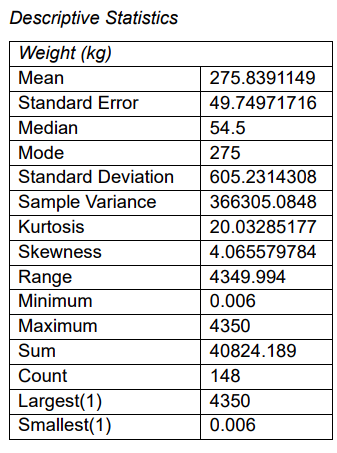 Descriptive Statistics
Weight (kg)
Mean 275.8391149
Standard Error 49.74971716
Median 54.5
Mode 275
Standard Deviation 605.2314308
Sample Variance 366305.0848
Kurtosis 20.03285177
Skewness 4.065579784
Range 4349.994
Minimum 0.006
Maximum 4350
Sum 40824.189
Count 148
Largest(1) 4350
Smallest(1) 0.006